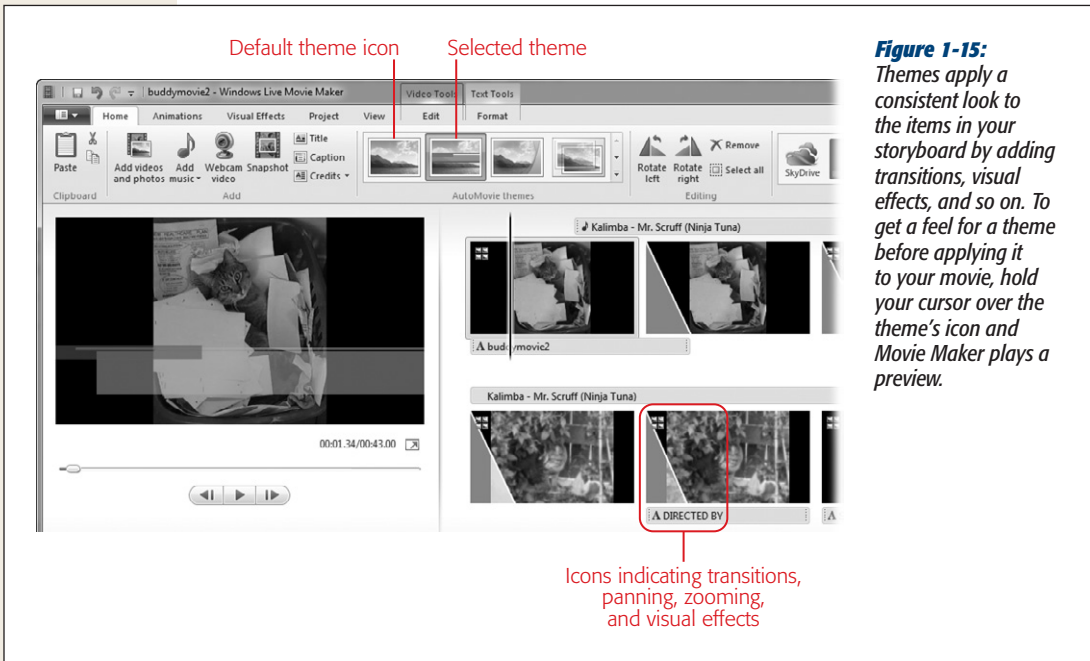 Default theme icon
Selected theme
buddymovie2 - Windows Live Movie Maker
Video Tools
Text Tools
Home
Animations
Visual Effects
Project
View
Edit
Format
Paste
Add videos
and photos
Add
music
Webcam
video
Snapshot
Title
Caption
Credits
Rotate
left
Rotate
right
Remove
Select all
SkyDrive
Clipboard
Add
AutoMovie themes
Editing
Kalimba - Mr. Scruff (Ninja Tuna)
A buddymovie2
Kalimba - Mr. Scruff (Ninja Tuna)
00:01.34/00:43.00
A DIRECTED BY
A
Icons indicating transitions,
panning, zooming,
and visual effects
Figure 1-15:
Themes apply a
consistent look to
the items in your
storyboard by adding
transitions, visual
effects, and so on. To
get a feel for a theme
before applying it
to your movie, hold
your cursor over the
theme's icon and
Movie Maker plays a
preview.